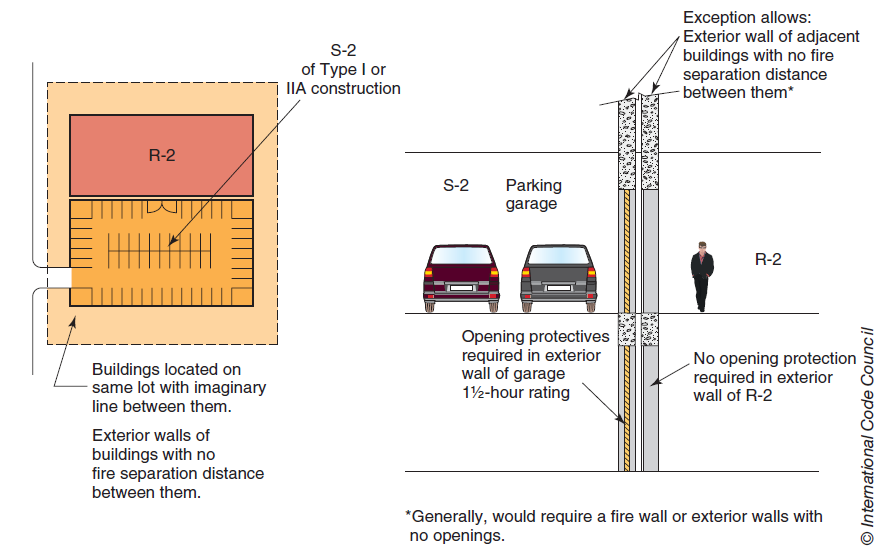 S-2
of Type I or
IIA construction
R-2
Buildings located on
same lot with imaginary
line between them.
Exterior walls of
buildings with no
fire separation distance
between them.
Exception allows:
Exterior wall of adjacent
buildings with no fire
separation distance
between them*
S-2
Parking
garage
R-2
Opening protectives
required in exterior
wall of garage
1½-hour rating
No opening protection
required in exterior
wall of R-2
*Generally, would require a fire wall or exterior walls with
no openings.
© International Code Council